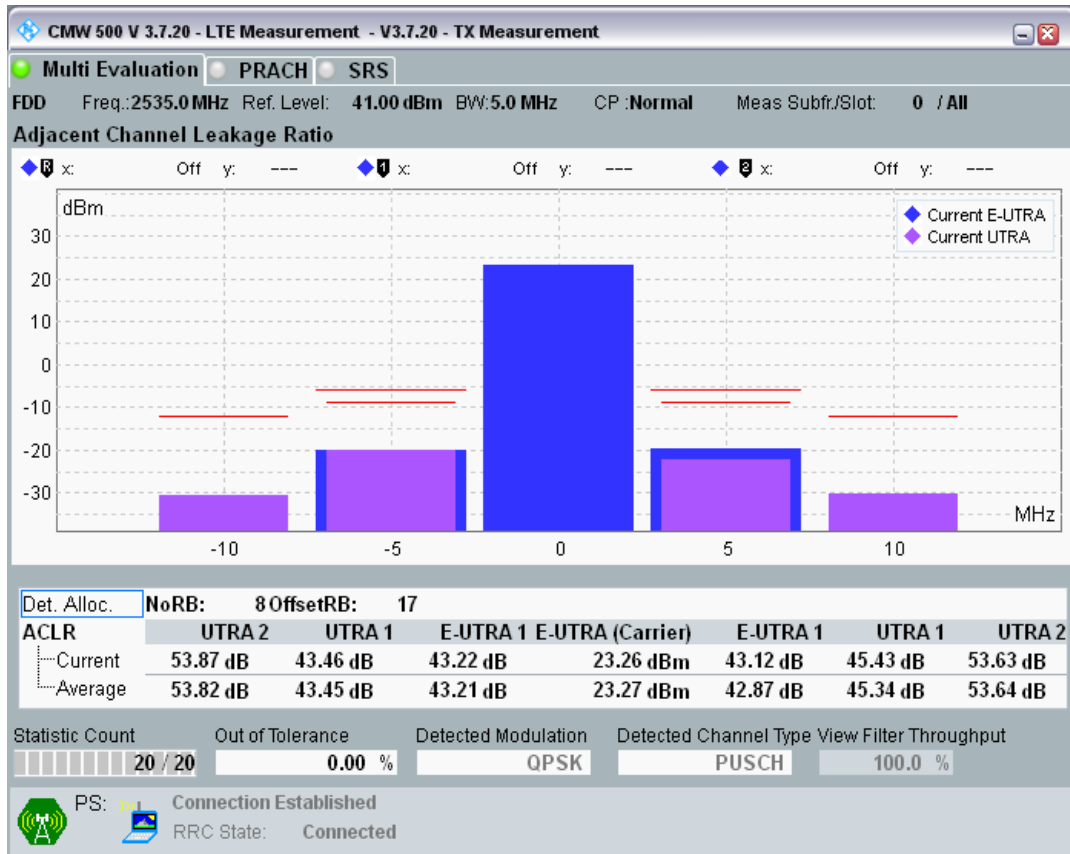 CMW 500 V 3.7.20 - LTE Measurement - V3.7.20 - TX Measurement
Multi Evaluation PRACH SRS
FDD Freq.:2535.0 MHz Ref. Level: 41.00 dBm BW:5.0 MHz CP :Normal Meas Subfr./Slot: 0 / All
Adjacent Channel Leakage Ratio
R x: Off y: --- 1 x: Off y: --- 2 x: Off y: ---
dBm
Current E-UTRA
Current UTRA
30
20
10
0
-10
-20
-30
MHz
-10 -5 0 5 10
Det. Alloc. NoRB: 8 OffsetRB: 17
ACLR UTRA 2 UTRA 1 E-UTRA 1 E-UTRA (Carrier) E-UTRA 1 UTRA 1 UTRA 2
Current 53.87 dB 43.46 dB 43.22 dB 23.26 dBm 43.12 dB 45.43 dB 53.63 dB
Average 53.82 dB 43.45 dB 43.21 dB 23.27 dBm 42.87 dB 45.34 dB 53.64 dB
Statistic Count Out of Tolerance Detected Modulation Detected Channel Type View Filter Throughput
20 / 20 0.00 % QPSK PUSCH 100.0 %
PS: Connection Established
RRC State: Connected